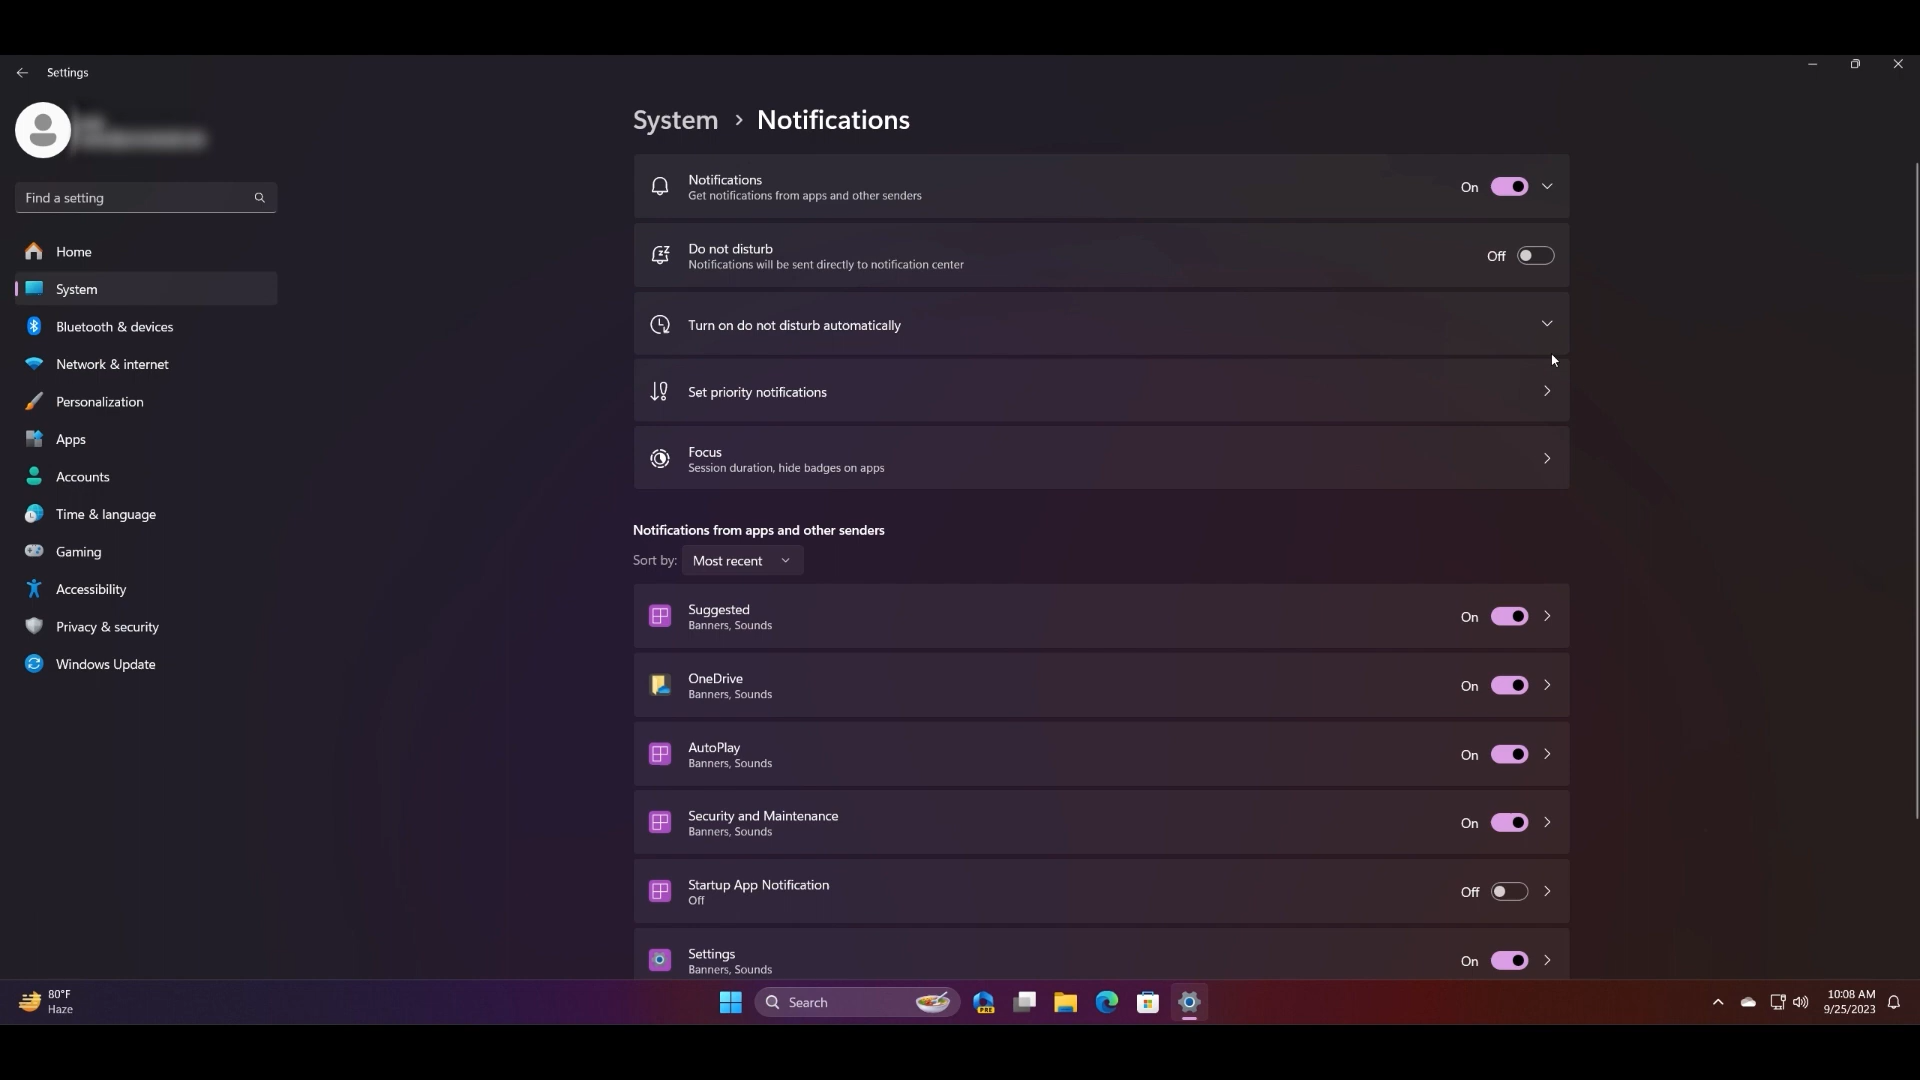 Settings
Find a setting
Home
System
Bluetooth & devices
Network & internet
Personalization
Apps
Accounts
Time & language
Gaming
Accessibility
Privacy & security
Windows Update
System > Notifications
Notifications
Get notifications from apps and other senders
On
Do not disturb
Notifications will be sent directly to notification center
Off
Turn on do not disturb automatically
Set priority notifications
Focus
Session duration, hide badges on apps
Notifications from apps and other senders
Sort by: Most recent
Suggested
Banners, Sounds
On
OneDrive
Banners, Sounds
On
AutoPlay
Banners, Sounds
On
Security and Maintenance
Banners, Sounds
On
Startup App Notification
Off
Off
Settings
Banners, Sounds
On
80°F
Haze
Search
PRE
10:08 AM
9/25/2023